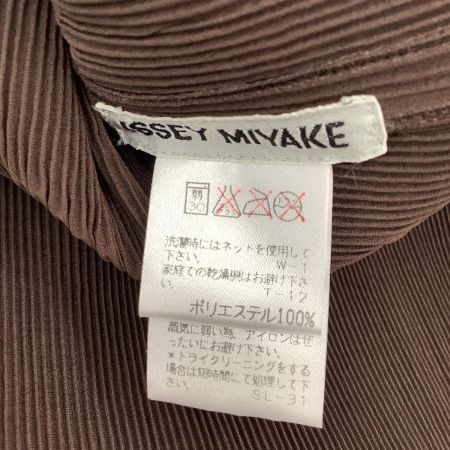 ISSEY MIYAKE
弱
30
洗濯時にはネットを使用して
下さい。 W-1
家庭での乾燥機はお避け下
さい。 T-12
ポリエステル100%
蒸気に弱い為、アイロンはぜ
ったいにお避け下さい。
*ドライクリーニングをする
場合は短時間にて処理して下
さい。 SL-31